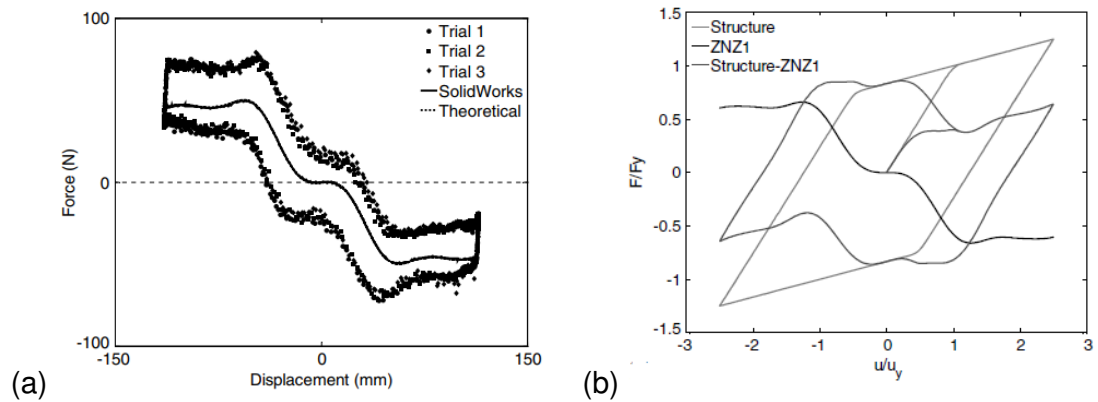 100
Trial 1
Trial 2
Trial 3
SolidWorks
Theoretical
Force (N)
0
-100
-150
0
150
Displacement (mm)
(a)
1.5
Structure
ZNZ1
Structure-ZNZ1
1
0.5
F/Fy
0
-0.5
-1
-1.5
-3
-2
-1
0
1
2
3
u/uy
(b)